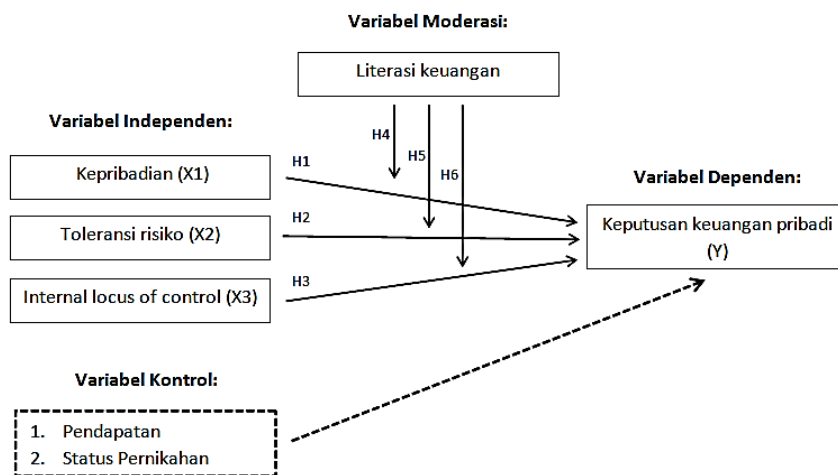 Variabel Moderasi:
Literasi keuangan
Variabel Independen:
H4
H5
H6
H1
Kepribadian (X1)
Variabel Dependen:
H2
Toleransi risiko (X2)
Keputusan keuangan pribadi
(Y)
H3
Internal locus of control (X3)
Variabel Kontrol:
1. Pendapatan
2. Status Pernikahan